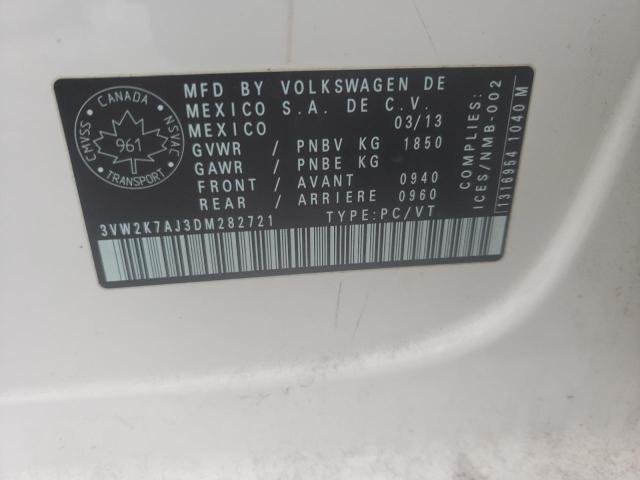 CANADA
CMVSS NSVAC
961
TRANSPORT
MFD BY VOLKSWAGEN DE
MEXICO S.A. DE C.V.
MEXICO 03/13
GVWR / PNBV KG 1850
GAWR / PNBE KG
FRONT / AVANT 0940
REAR / ARRIERE 0960
3VW2K7AJ3DM282721 TYPE:PC/VT
COMPLIES:
ICES/NMB-002
1316954 1040 M